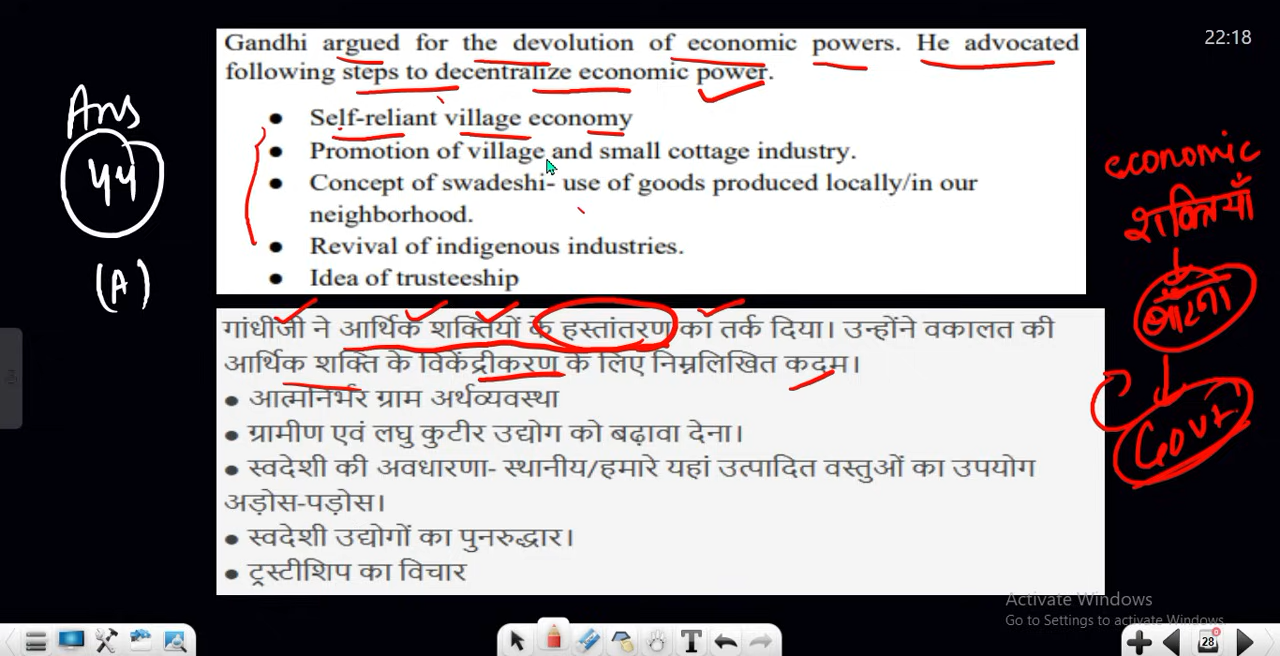 22:18
Gandhi argued for the devolution of economic powers. He advocated
following steps to decentralize economic power.
• Self-reliant village economy
• Promotion of village and small cottage industry.
• Concept of swadeshi- use of goods produced locally/in our
neighborhood.
• Revival of indigenous industries.
• Idea of trusteeship
Ans
44
(A)
economic
शक्तियाँ
बाँटना
Govt.
गांधीजी ने आर्थिक शक्तियों के हस्तांतरण का तर्क दिया। उन्होंने वकालत की
आर्थिक शक्ति के विकेंद्रीकरण के लिए निम्नलिखित कदम।
• आत्मनिर्भर ग्राम अर्थव्यवस्था
• ग्रामीण एवं लघु कुटीर उद्योग को बढ़ावा देना।
• स्वदेशी की अवधारणा- स्थानीय/हमारे यहां उत्पादित वस्तुओं का उपयोग
अड़ोस-पड़ोस।
• स्वदेशी उद्योगों का पुनरुद्धार।
• ट्रस्टीशिप का विचार
Activate Windows
Go to Settings to activate Windows.
T
28